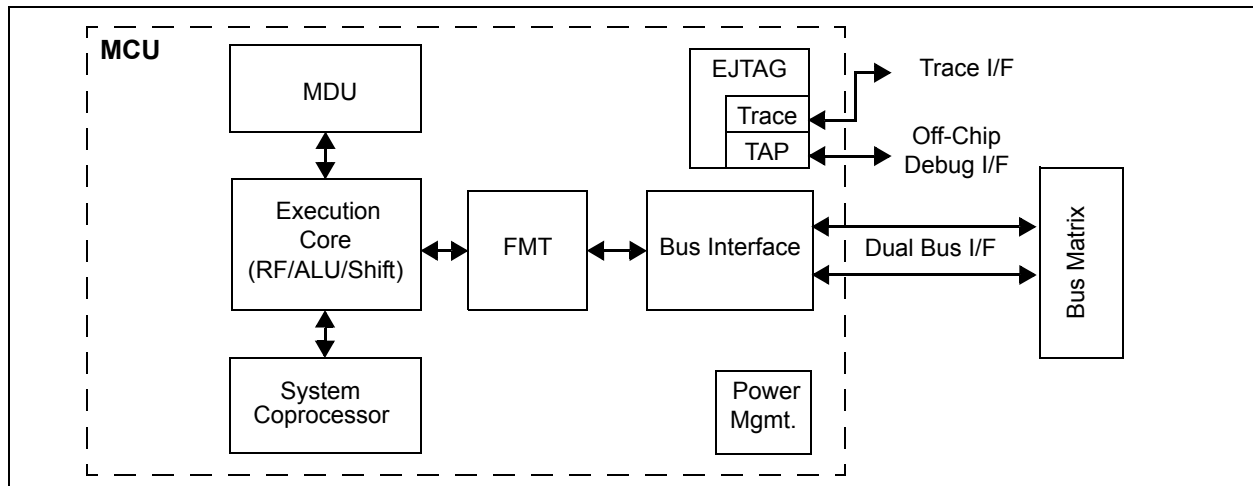 MCU
MDU
EJTAG
Trace
TAP
Trace I/F
Off-Chip
Debug I/F
Execution
Core
(RF/ALU/Shift)
FMT
Bus Interface
Dual Bus I/F
Bus Matrix
System
Coprocessor
Power
Mgmt.